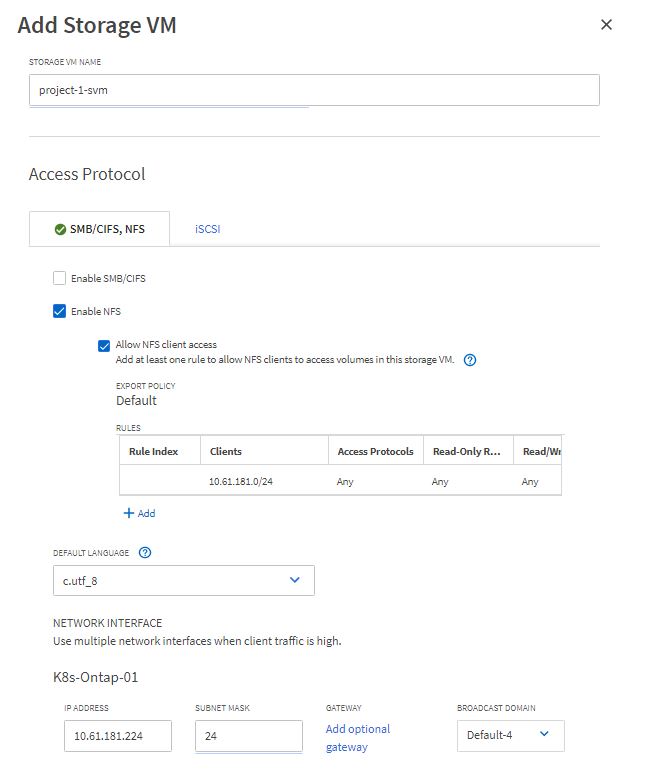 Add Storage VM
STORAGE VM NAME
project-1-svm
Access Protocol
SMB/CIFS, NFS iSCSI
Enable SMB/CIFS
Enable NFS
Allow NFS client access
Add at least one rule to allow NFS clients to access volumes in this storage VM.
EXPORT POLICY
Default
RULES
Rule Index Clients Access Protocols Read-Only R... Read/Wr
10.61.181.0/24 Any Any Any
Add
DEFAULT LANGUAGE
c.utf_8
NETWORK INTERFACE
Use multiple network interfaces when client traffic is high.
K8s-Ontap-01
IP ADDRESS SUBNET MASK GATEWAY BROADCAST DOMAIN
10.61.181.224 24 Add optional gateway Default-4